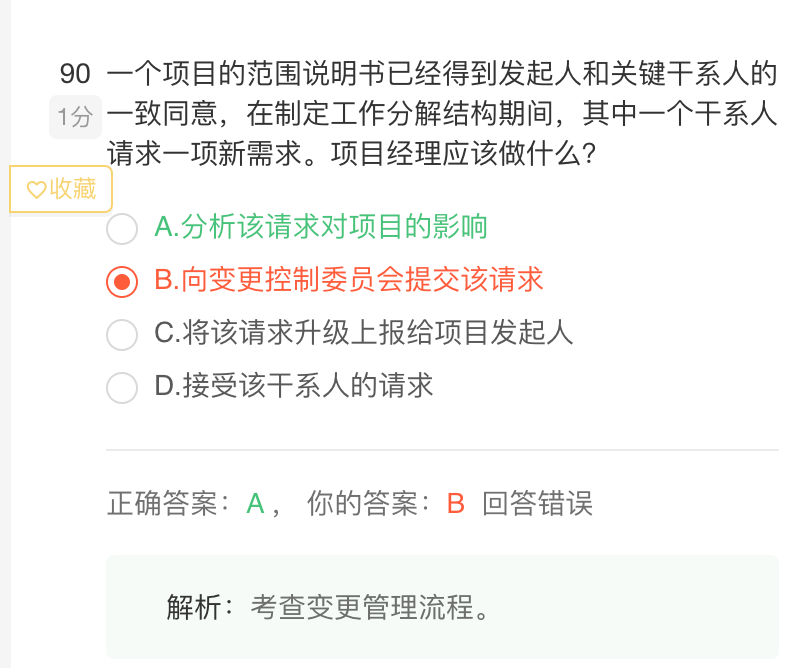 90 一个项目的范围说明书已经得到发起人和关键干系人的
1分 一致同意，在制定工作分解结构期间，其中一个干系人
请求一项新需求。项目经理应该做什么？
收藏
A.分析该请求对项目的影响
B.向变更控制委员会提交该请求
C.将该请求升级上报给项目发起人
D.接受该干系人的请求
正确答案：A， 你的答案：B 回答错误
解析：考查变更管理流程。